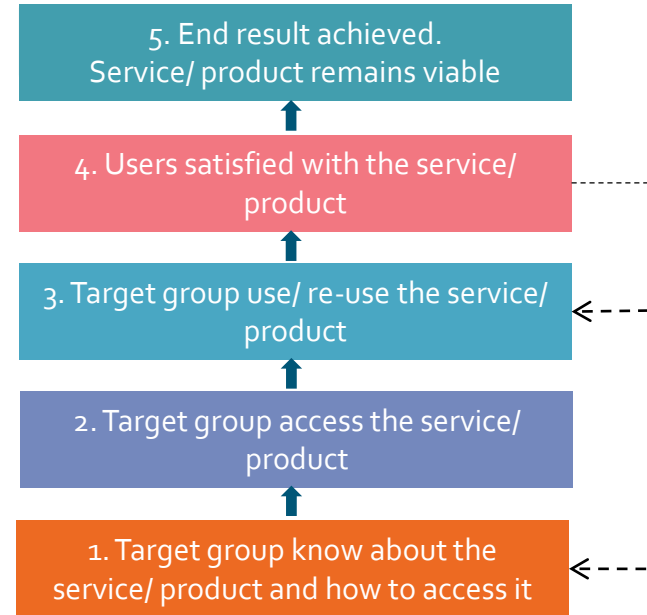 5. End result achieved.
Service/ product remains viable
4. Users satisfied with the service/
product
3. Target group use/ re-use the service/
product
2. Target group access the service/
product
1. Target group know about the
service/ product and how to access it